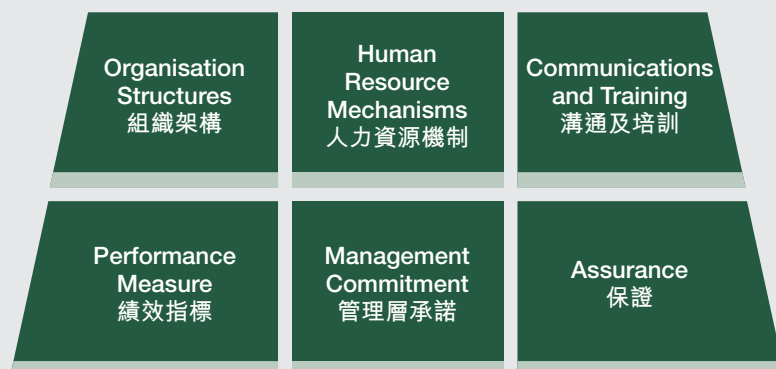 Organisation
Structures
組織架構
Human
Resource
Mechanisms
人力資源機制
Communications
and Training
溝通及培訓
Performance
Measure
績效指標
Management
Commitment
管理層承諾
Assurance
保證